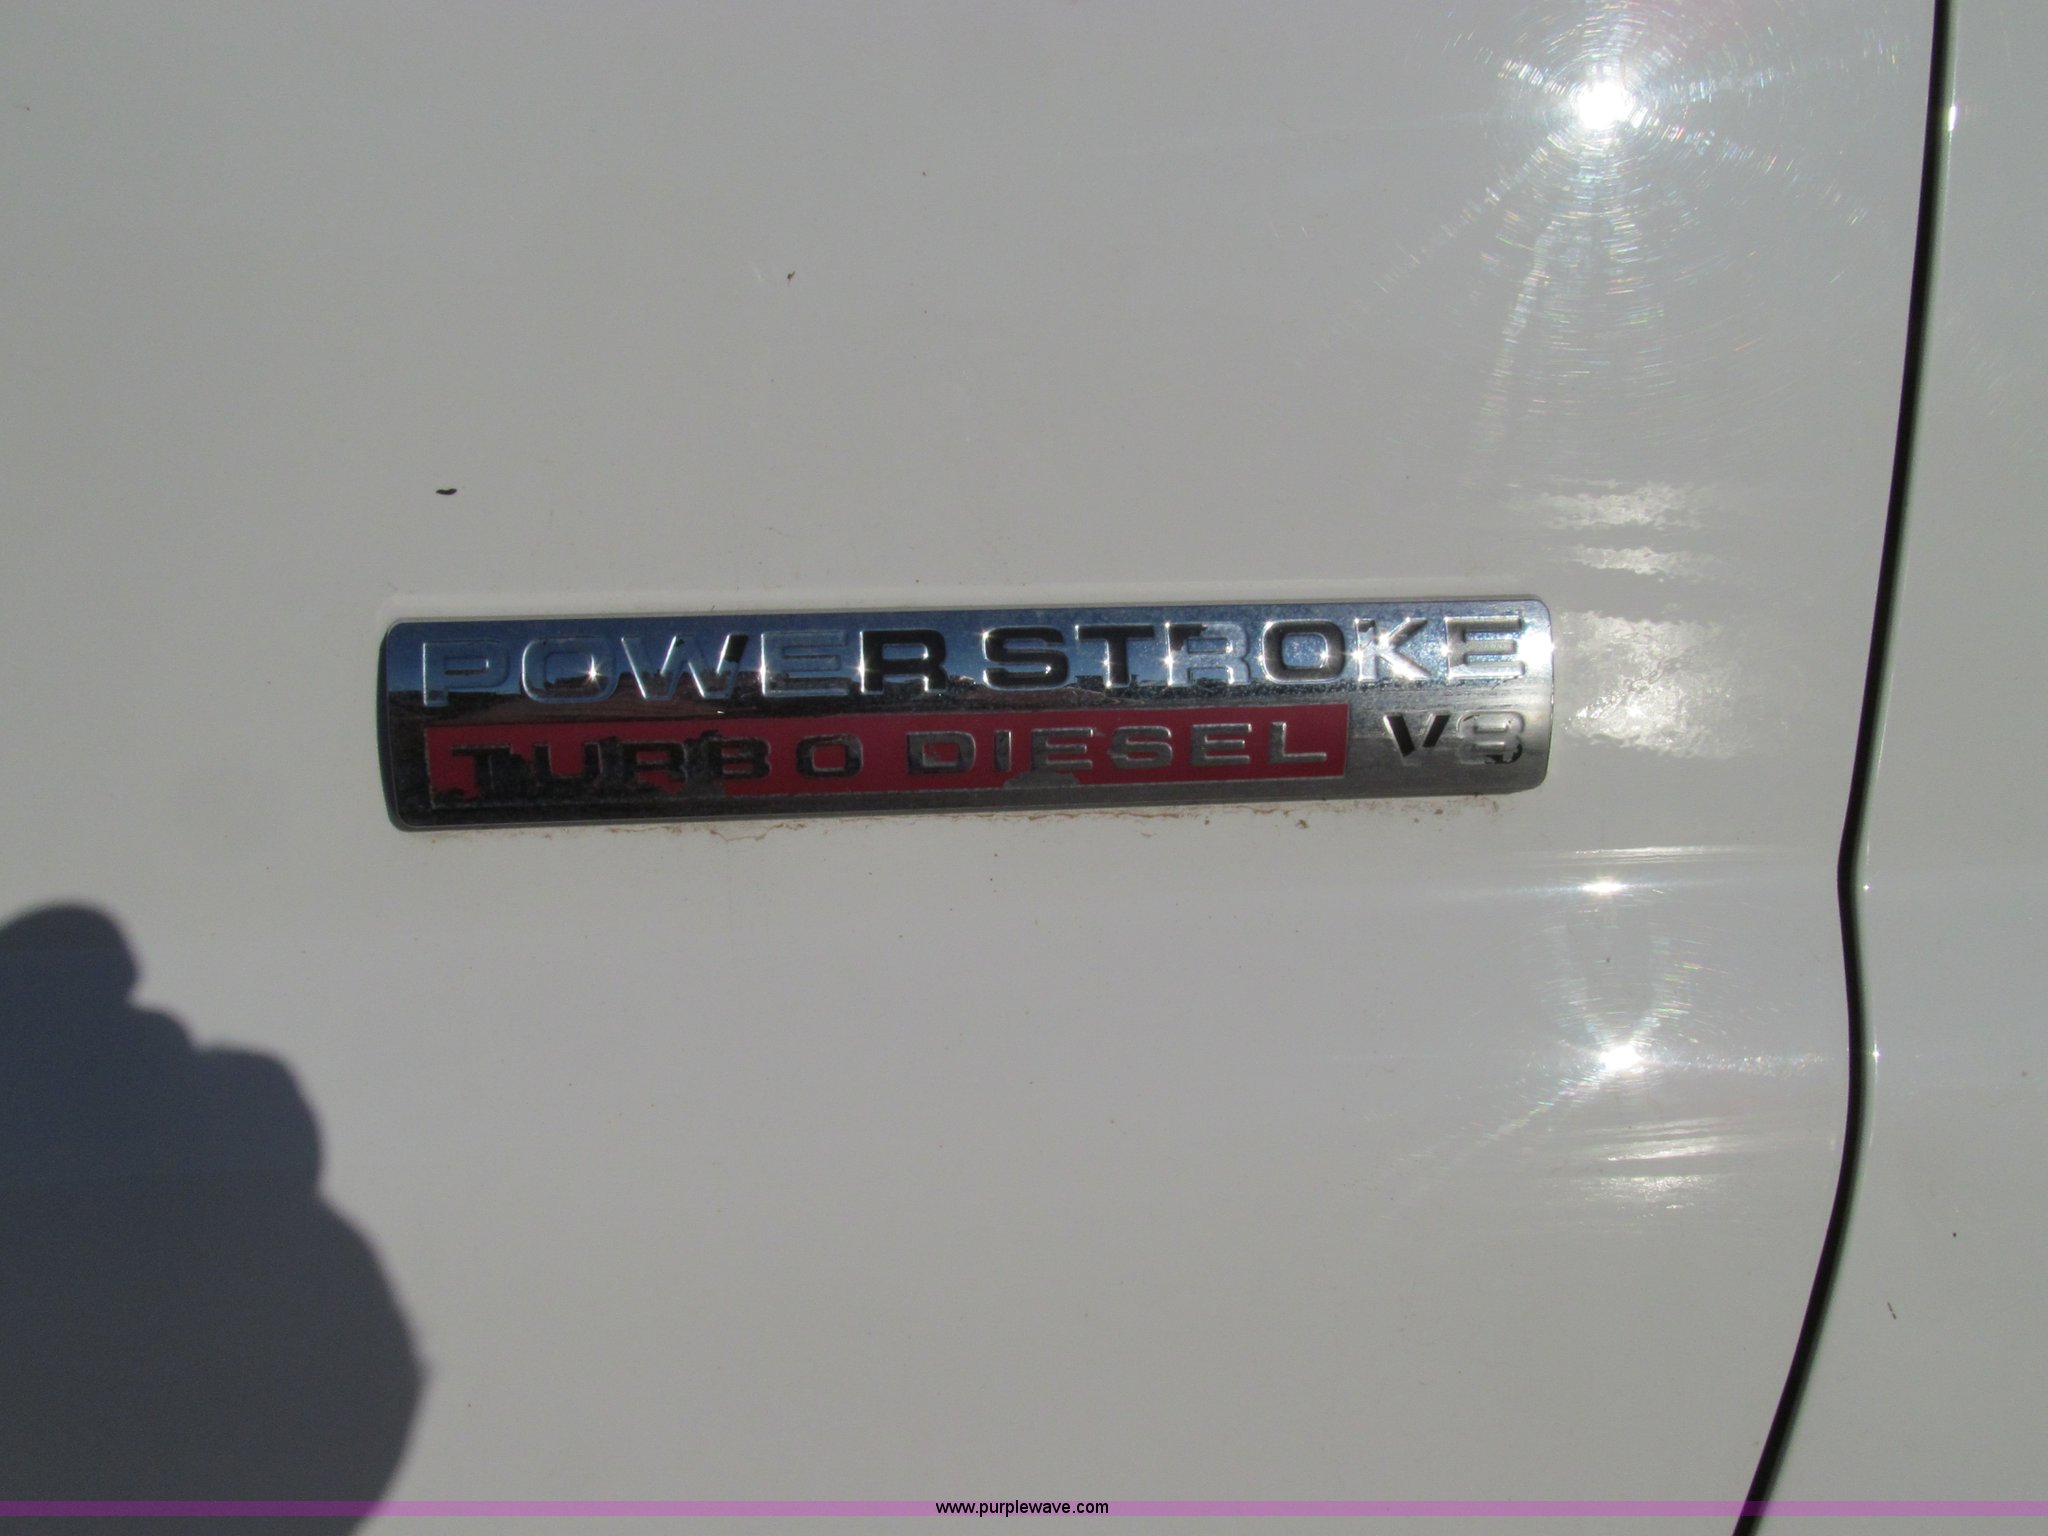 POWER STROKE
TURBO DIESEL V8
www.purplewave.com